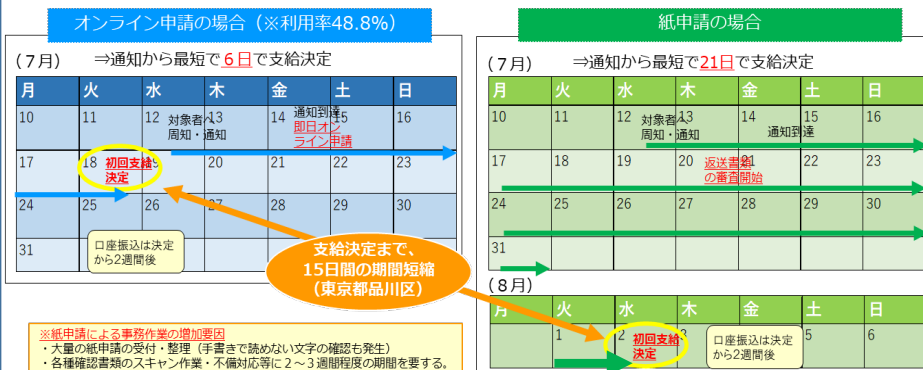 オンライン申請の場合(※利用率48.8%)
(7月) ⇒通知から最短で6日で支給決定
月 火 水 木 金 土 日
10 11 12 13 14 15 16
対象者へ
周知・通知
通知到達
即日オン
ライン申請
17 18 19 20 21 22 23
初回支給
決定
24 25 26 27 28 29 30
31
口座振込は決定
から2週間後
支給決定まで、
15日間の期間短縮
(東京都品川区)
※紙申請による事務作業の増加要因
・大量の紙申請の受付・整理(手書きで読めない文字の確認も発生)
・各種確認書類のスキャン作業・不備対応等に2~3週間程度の期間を要する。
紙申請の場合
(7月) ⇒通知から最短で21日で支給決定
月 火 水 木 金 土 日
10 11 12 13 14 15 16
対象者へ
周知・通知
通知到達
17 18 19 20 21 22 23
返送書類
の審査開始
24 25 26 27 28 29 30
31
(8月)
月 火 水 木 金 土 日
1 2 3 5 6
初回支給
決定
口座振込は決定
から2週間後